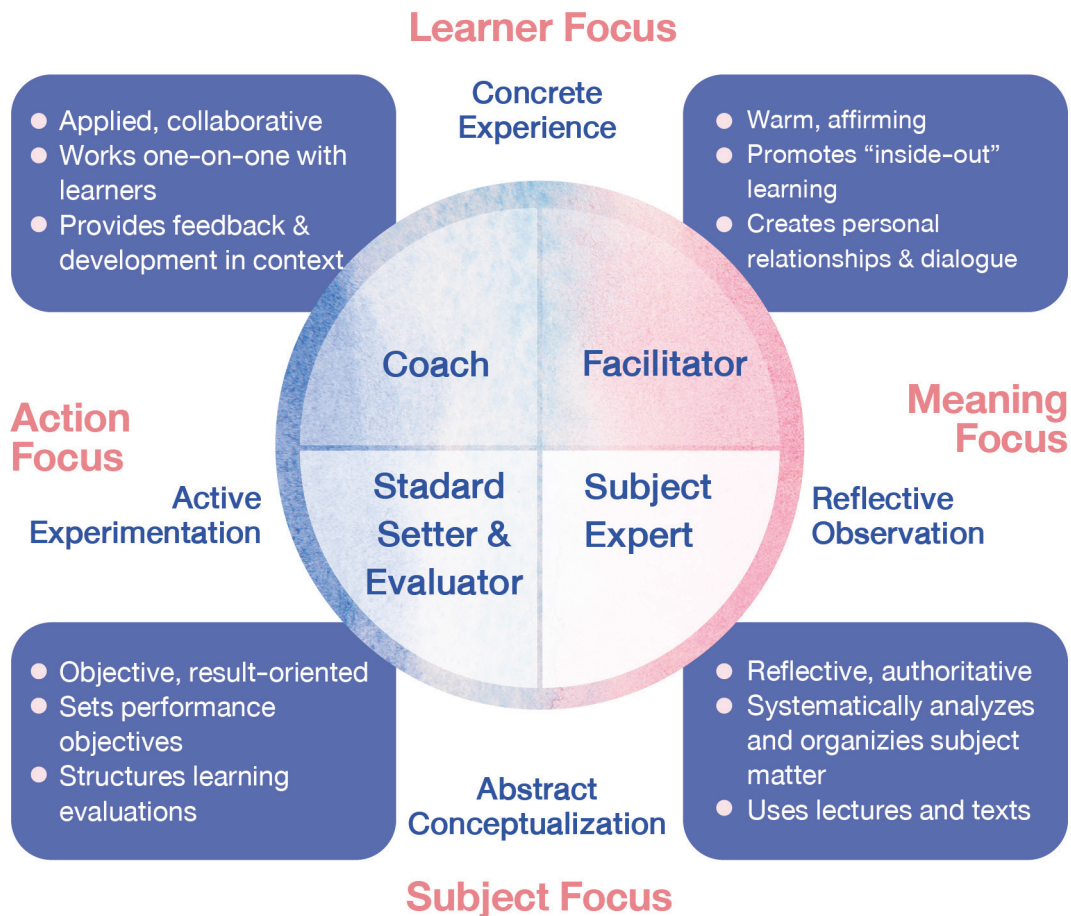 Learner Focus
Concrete
Experience
● Applied, collaborative
● Works one-on-one with
learners
● Provides feedback &
development in context
● Warm, affirming
● Promotes “inside-out”
learning
● Creates personal
relationships & dialogue
Coach
Facilitator
Action
Focus
Meaning
Focus
Active
Experimentation
Stadard
Setter &
Evaluator
Subject
Expert
Reflective
Observation
● Objective, result-oriented
● Sets performance
objectives
● Structures learning
evaluations
Abstract
Conceptualization
● Reflective, authoritative
● Systematically analyzes
and organizies subject
matter
● Uses lectures and texts
Subject Focus